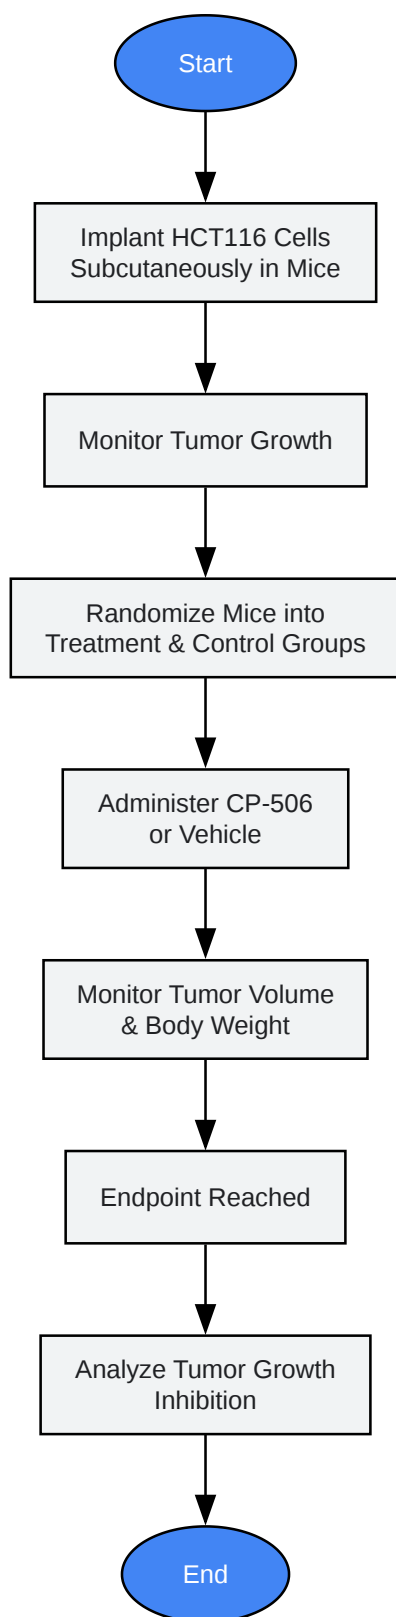 Start
Implant HCT116 Cells
Subcutaneously in Mice
Monitor Tumor Growth
Randomize Mice into
Treatment & Control Groups
Administer CP-506
or Vehicle
Monitor Tumor Volume
& Body Weight
Endpoint Reached
Analyze Tumor Growth
Inhibition
End